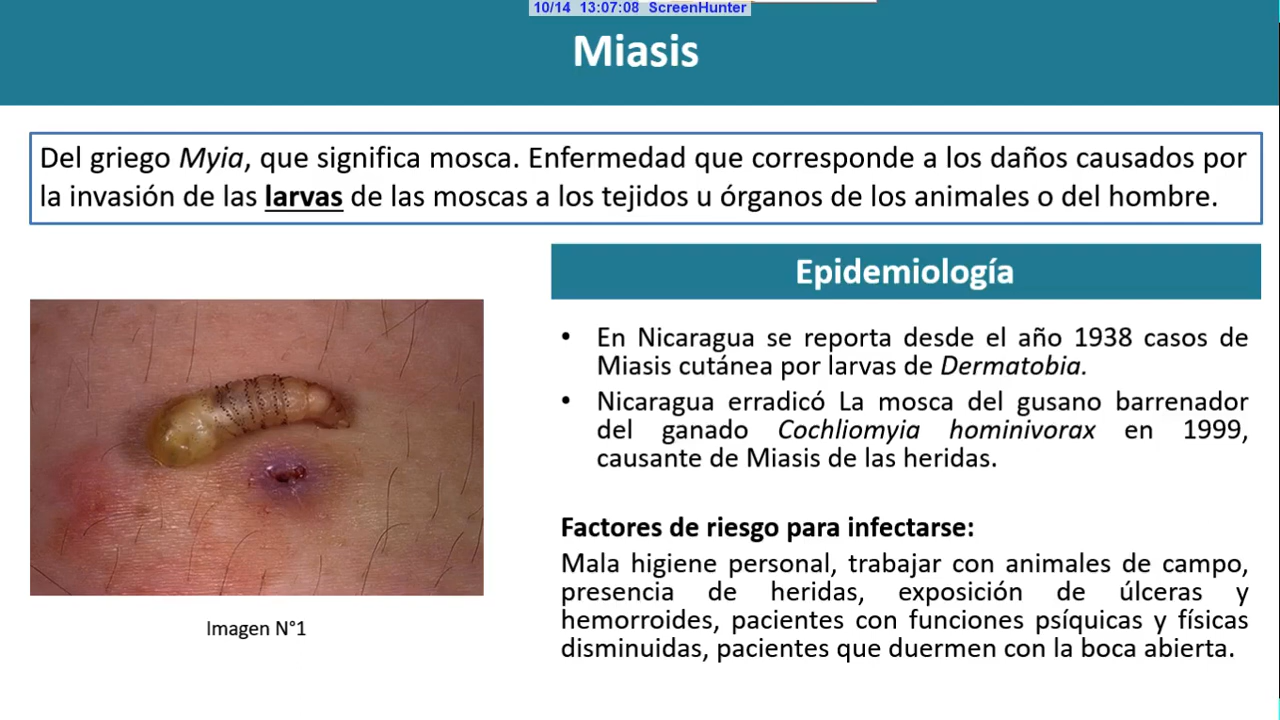 10/14 13:07:08 ScreenHunter
Miasis
Del griego Myia, que significa mosca. Enfermedad que corresponde a los daños causados por
la invasión de las larvas de las moscas a los tejidos u órganos de los animales o del hombre.
Epidemiología
• En Nicaragua se reporta desde el año 1938 casos de
Miasis cutánea por larvas de Dermatobia.
• Nicaragua erradicó La mosca del gusano barrenador
del ganado Cochliomyia hominivorax en 1999,
causante de Miasis de las heridas.
Factores de riesgo para infectarse:
Mala higiene personal, trabajar con animales de campo,
presencia de heridas, exposición de úlceras y
hemorroides, pacientes con funciones psíquicas y físicas
disminuidas, pacientes que duermen con la boca abierta.
Imagen N°1